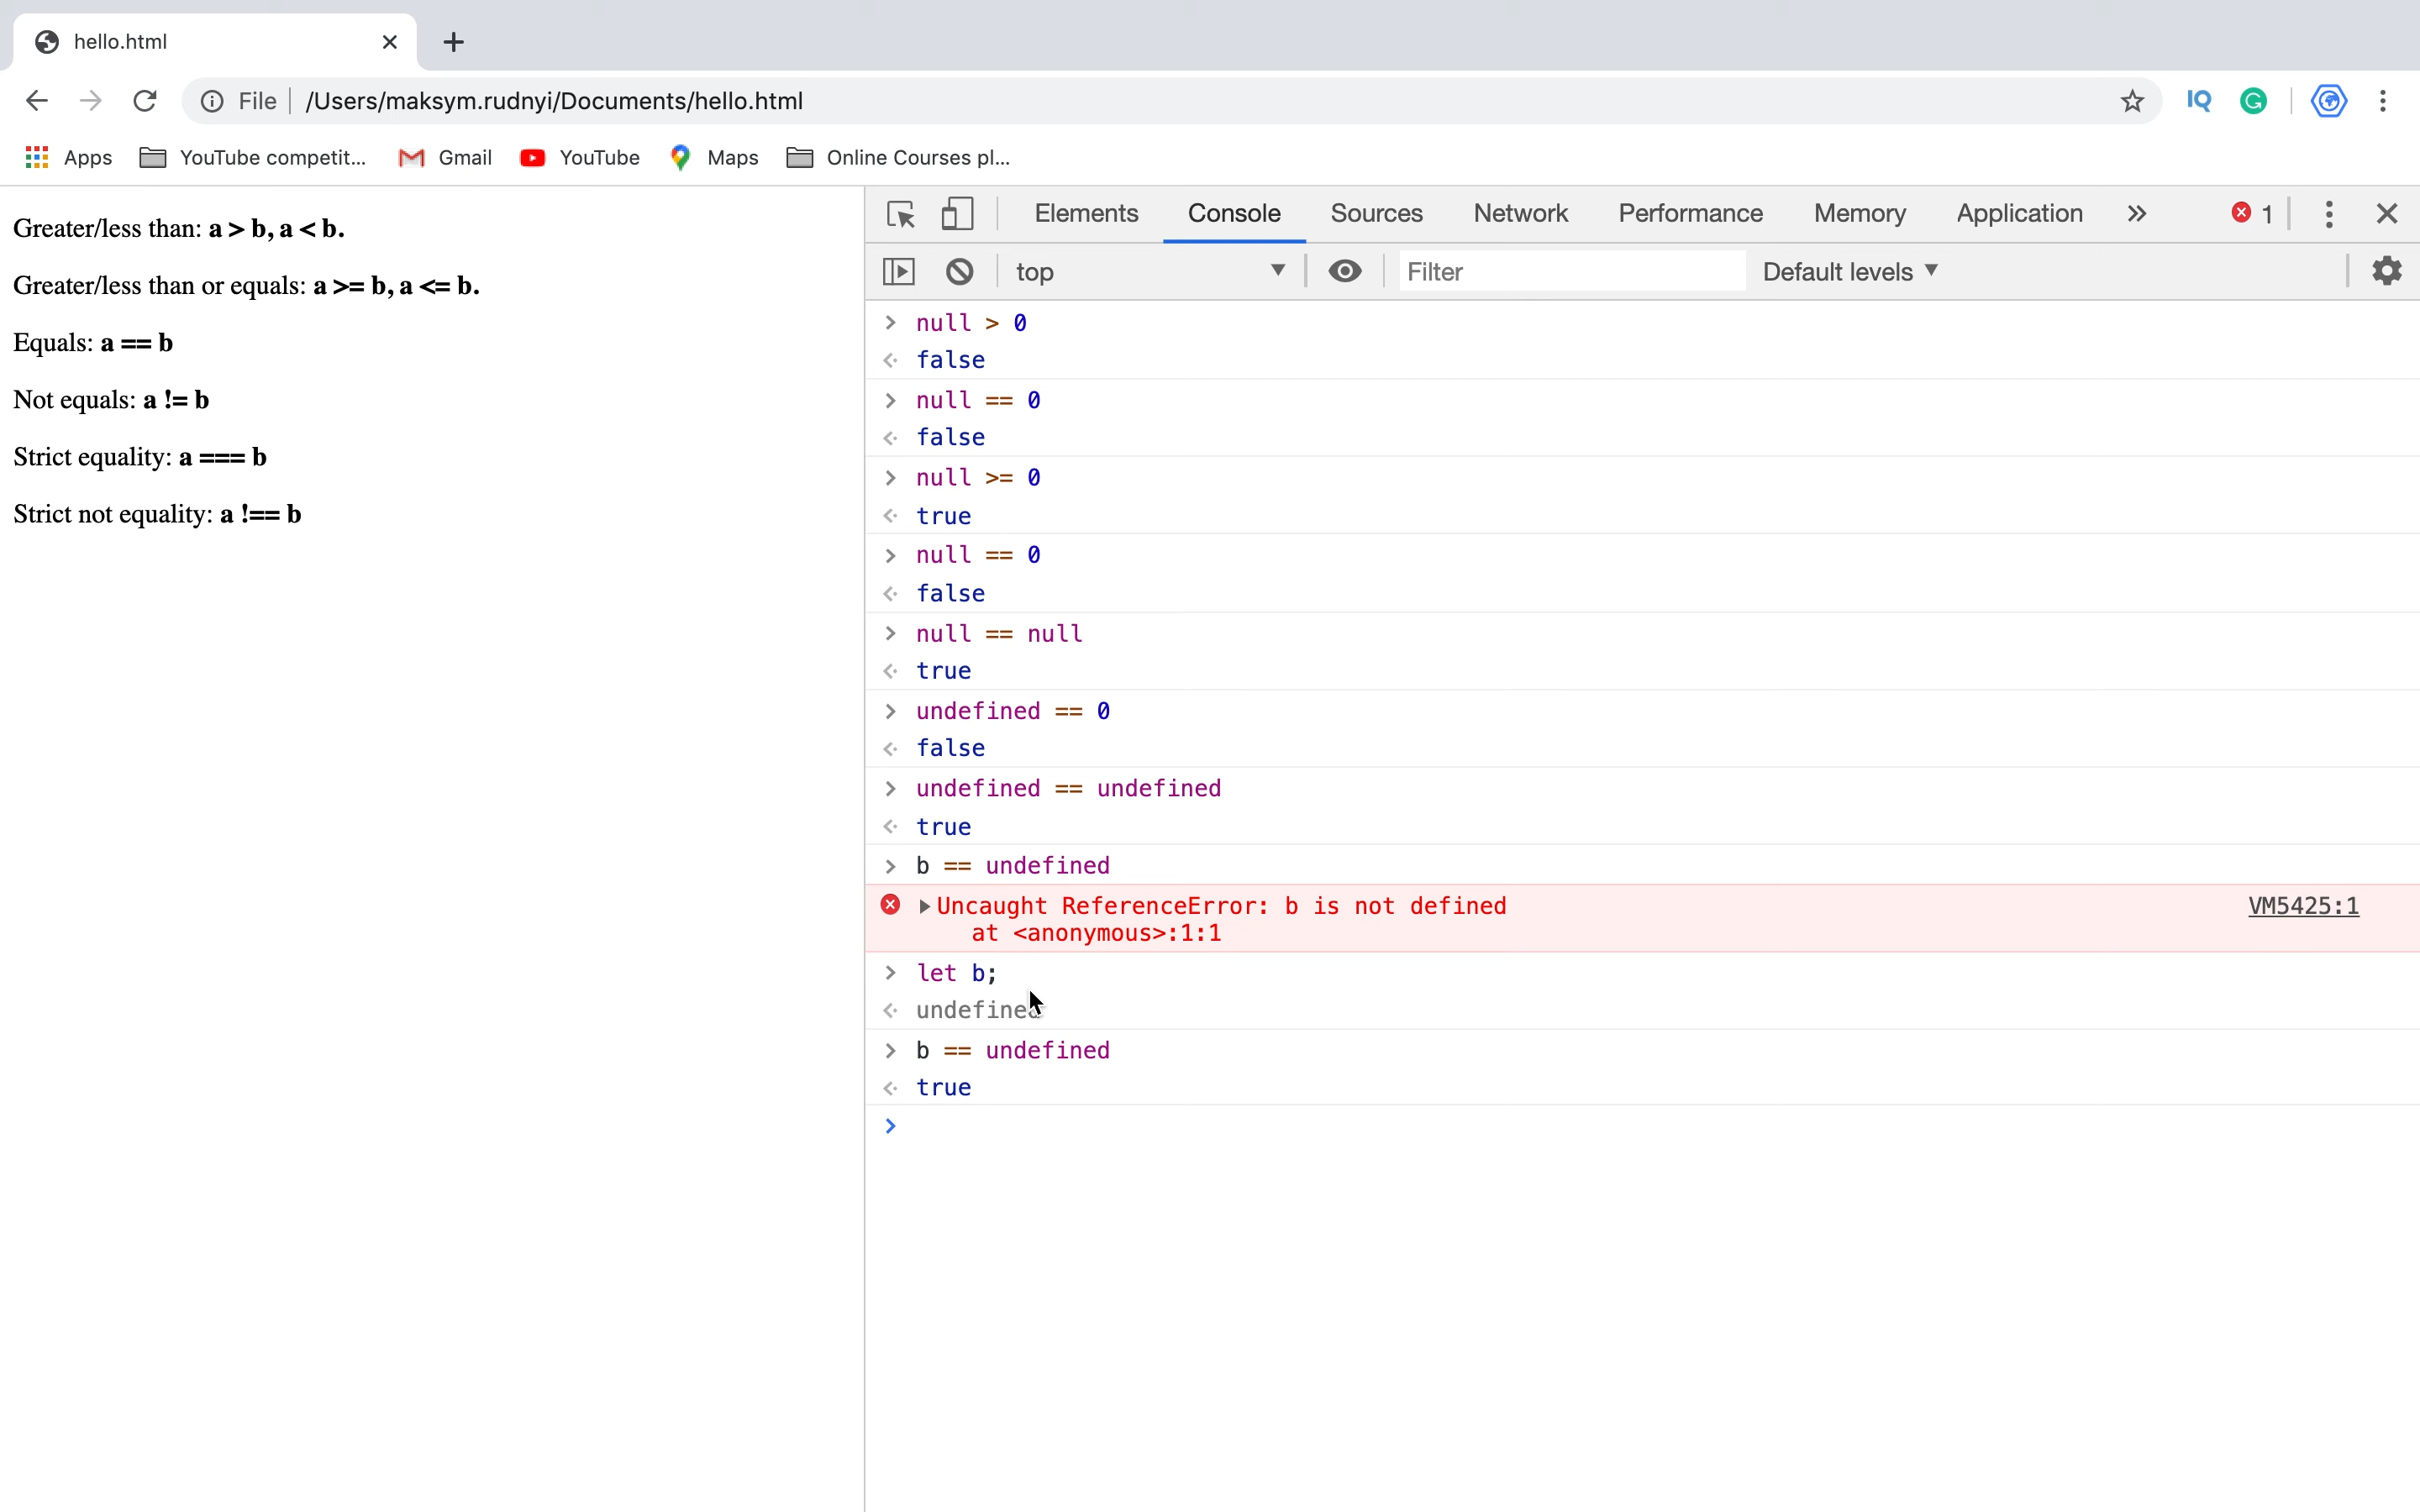 hello.html
File /Users/maksym.rudnyi/Documents/hello.html
IQ
Apps YouTube competit... Gmail YouTube Maps Online Courses pl...
Greater/less than: a > b, a < b.
Greater/less than or equals: a >= b, a <= b.
Equals: a == b
Not equals: a != b
Strict equality: a === b
Strict not equality: a !== b
Elements Console Sources Network Performance Memory Application » 1
top Filter Default levels
> null > 0
false
> null == 0
false
> null >= 0
true
> null == 0
false
> null == null
true
> undefined == 0
false
> undefined == undefined
true
> b == undefined
Uncaught ReferenceError: b is not defined VM5425:1
at <anonymous>:1:1
> let b;
undefined
> b == undefined
true
>